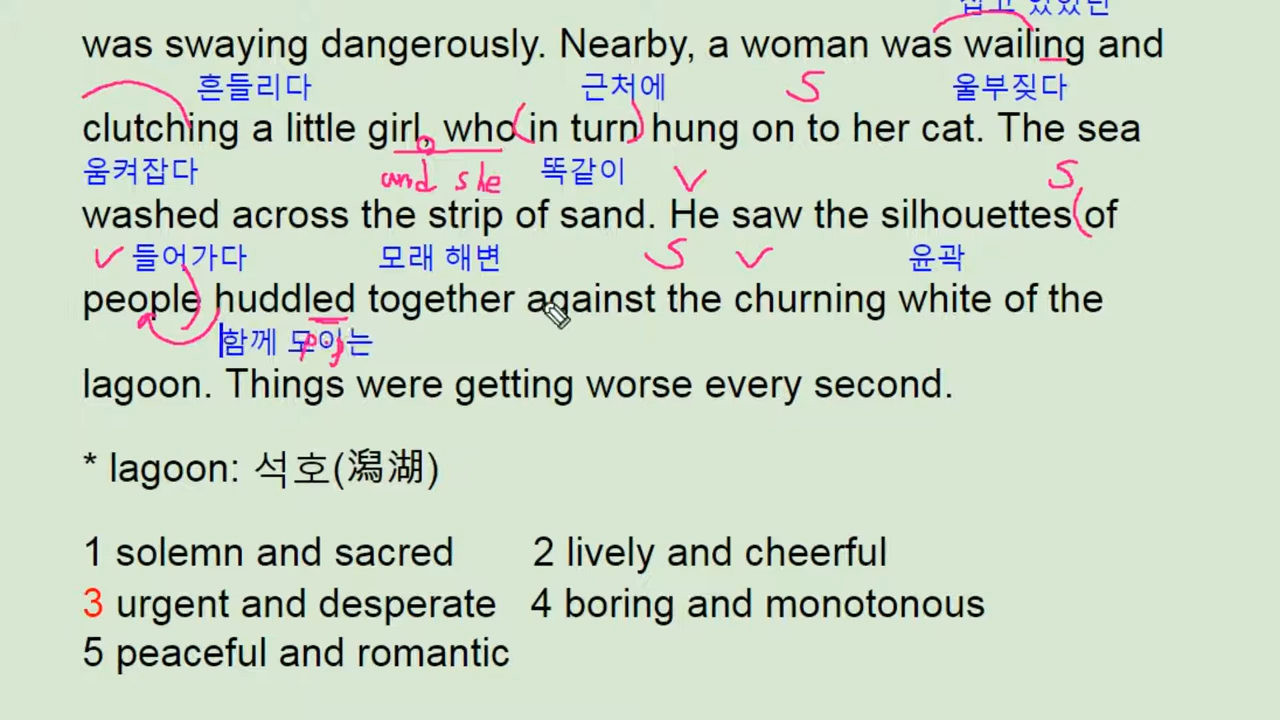 잡고 있었던
was swaying dangerously. Nearby, a woman was wailing and
흔들리다 근처에 S 울부짖다
clutching a little girl, who (in turn) hung on to her cat. The sea
움켜잡다 and she 똑같이 V S
washed across the strip of sand. He saw the silhouettes (of
V 들어가다 모래 해변 S V 윤곽
people) huddled together against the churning white of the
함께 모이는 p.p
lagoon. Things were getting worse every second.
* lagoon: 석호(潟湖)
1 solemn and sacred 2 lively and cheerful
3 urgent and desperate 4 boring and monotonous
5 peaceful and romantic